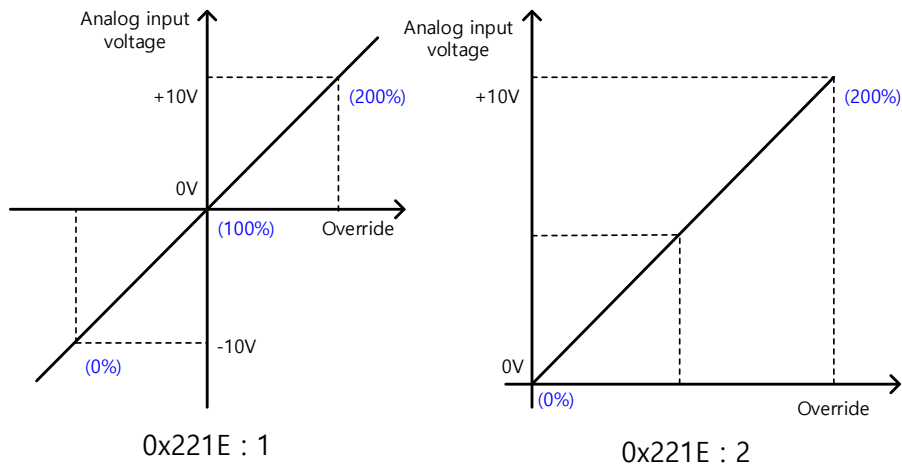 Analog input
voltage
+10V
(200%)
0V
(100%)
Override
-10V
(0%)
0x221E : 1
Analog input
voltage
+10V
(200%)
0V
(0%)
Override
0x221E : 2